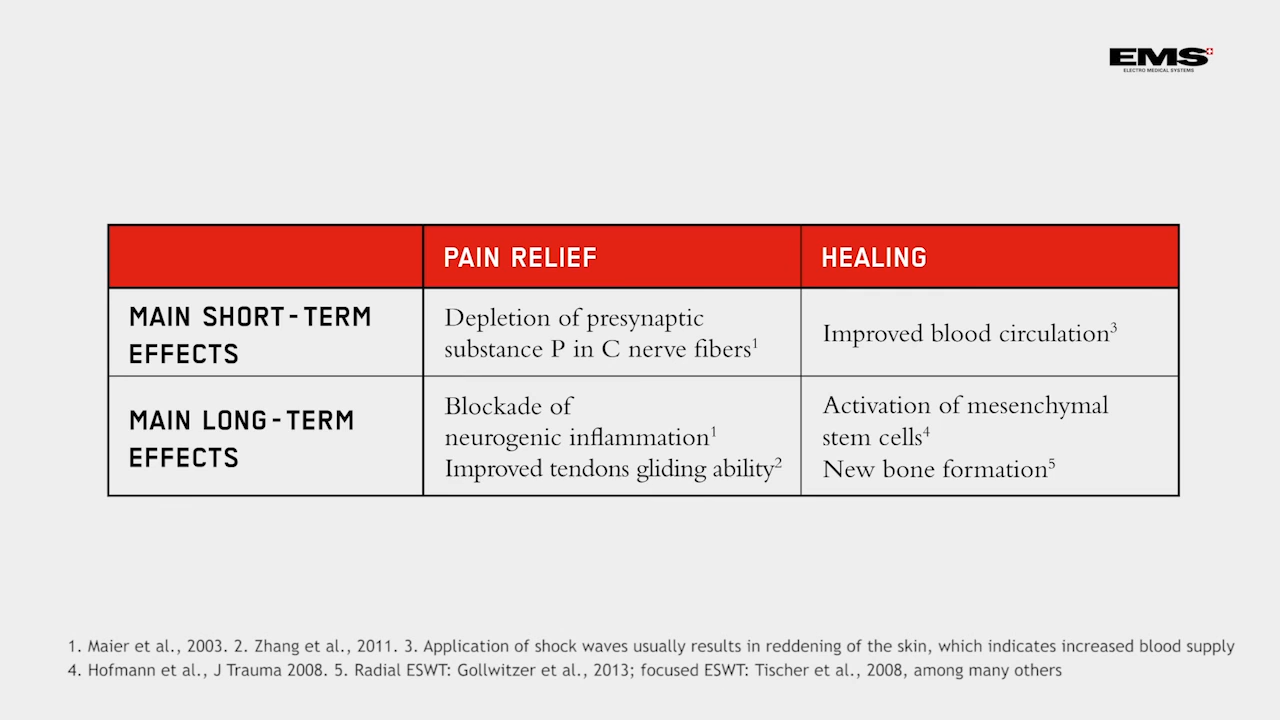 EMS
ELECTRO MEDICAL SYSTEMS
PAIN RELIEF
HEALING
MAIN SHORT-TERM
EFFECTS
Depletion of presynaptic
substance P in C nerve fibers¹
Improved blood circulation³
MAIN LONG-TERM
EFFECTS
Blockade of
neurogenic inflammation¹
Improved tendons gliding ability²
Activation of mesenchymal
stem cells⁴
New bone formation⁵
1. Maier et al., 2003. 2. Zhang et al., 2011. 3. Application of shock waves usually results in reddening of the skin, which indicates increased blood supply
4. Hofmann et al., J Trauma 2008. 5. Radial ESWT: Gollwitzer et al., 2013; focused ESWT: Tischer et al., 2008, among many others